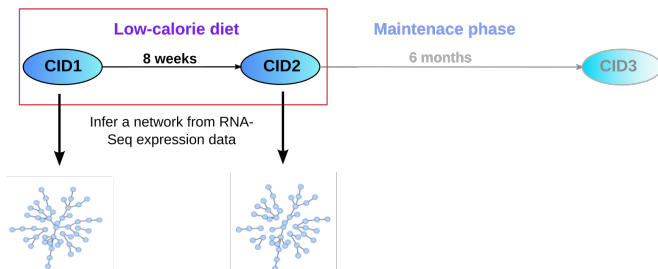 Low-calorie diet
Maintenace phase
CID1
8 weeks
CID2
6 months
CID3
Infer a network from RNA-
Seq expression data